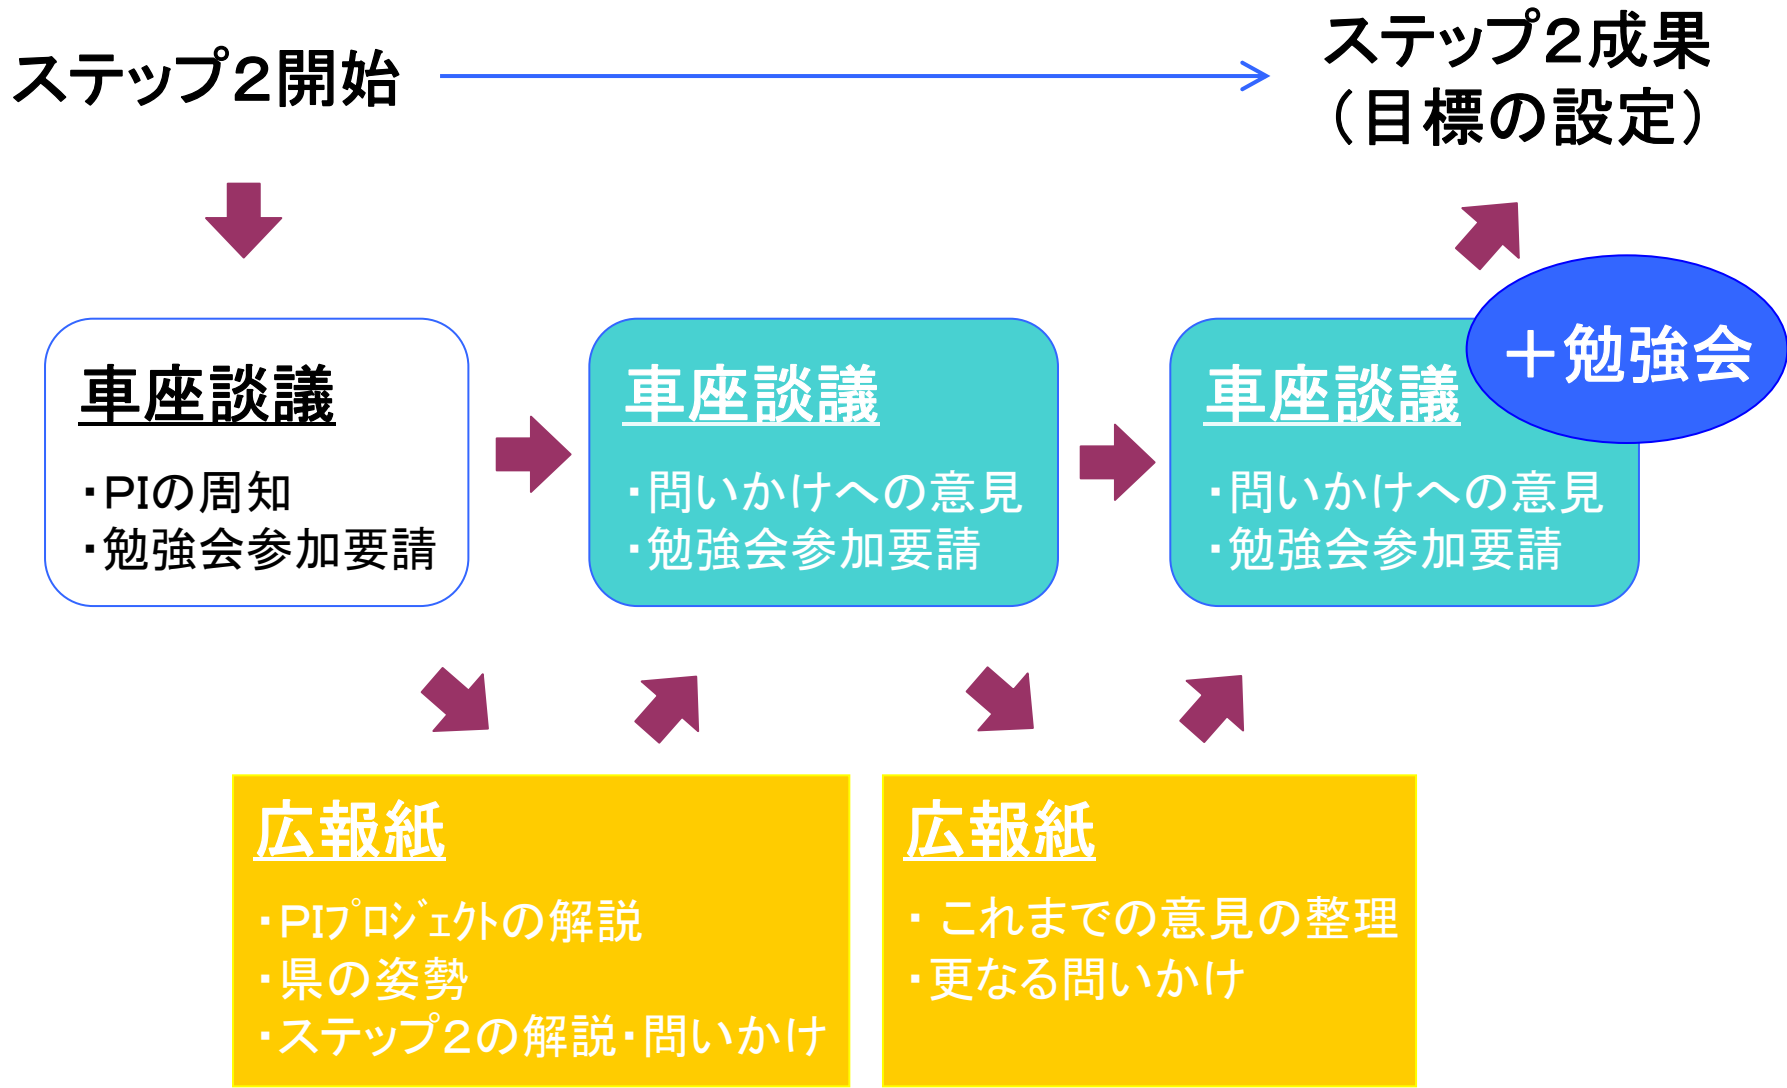 ステップ２開始
ステップ２成果
（目標の設定）
車座談議
・PIの周知
・勉強会参加要請
車座談議
・問いかけへの意見
・勉強会参加要請
車座談議
・問いかけへの意見
・勉強会参加要請
＋勉強会
広報紙
・PIﾌﾟﾛｼﾞｪｸﾄの解説
・県の姿勢
・ステップ２の解説・問いかけ
広報紙
・これまでの意見の整理
・更なる問いかけ